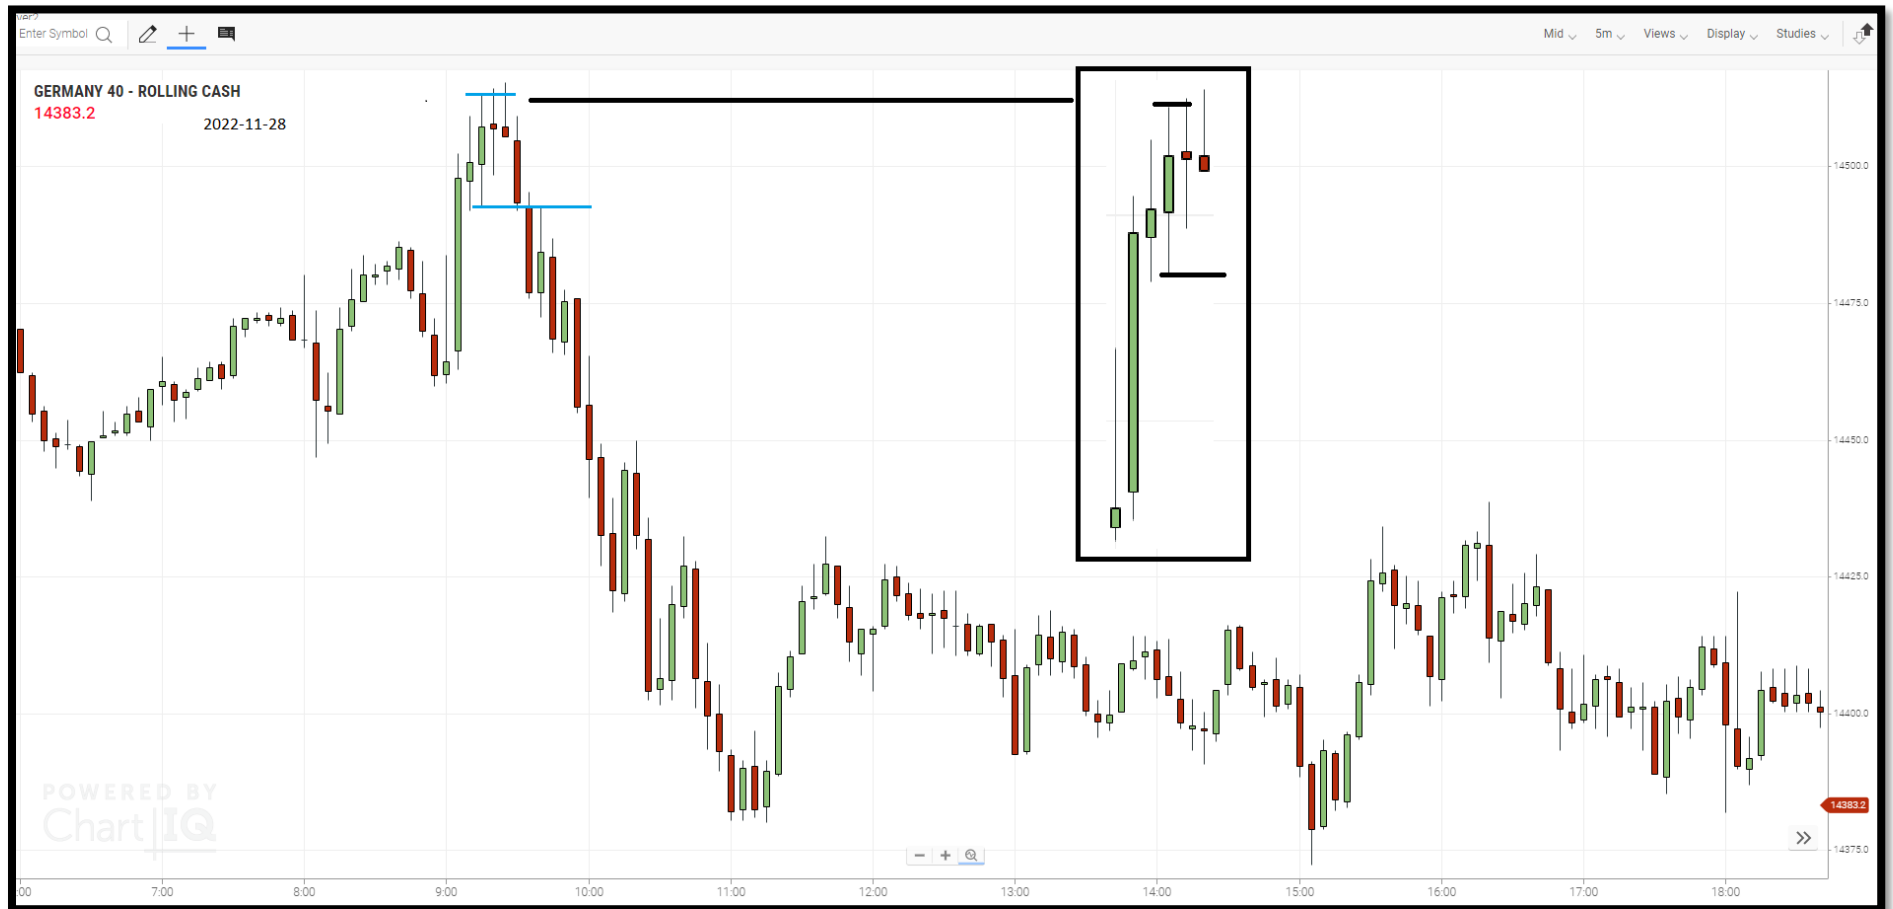 ver2
Enter Symbol
Mid 5m Views Display Studies
GERMANY 40 - ROLLING CASH
14383.2
2022-11-28
14500.0
14475.0
14450.0
14425.0
14400.0
14383.2
14375.0
POWERED BY
ChartIQ
:00 7:00 8:00 9:00 10:00 11:00 12:00 13:00 14:00 15:00 16:00 17:00 18:00